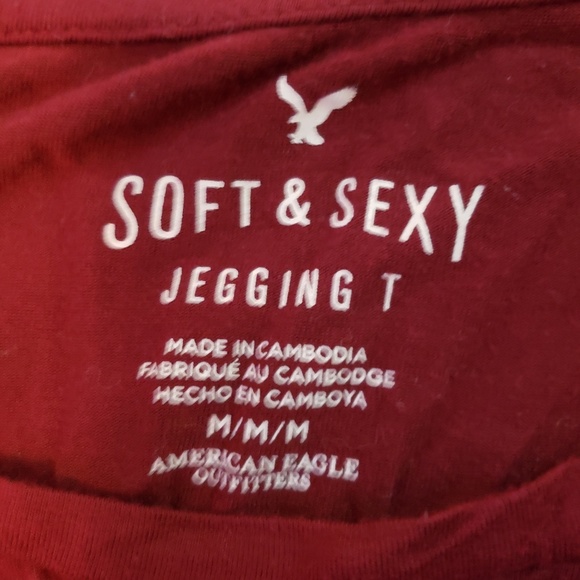 SOFT & SEXY
JEGGING T
MADE IN CAMBODIA
FABRIQUÉ AU CAMBODGE
HECHO EN CAMBOYA
M/M/M
AMERICAN EAGLE
OUTFITTERS